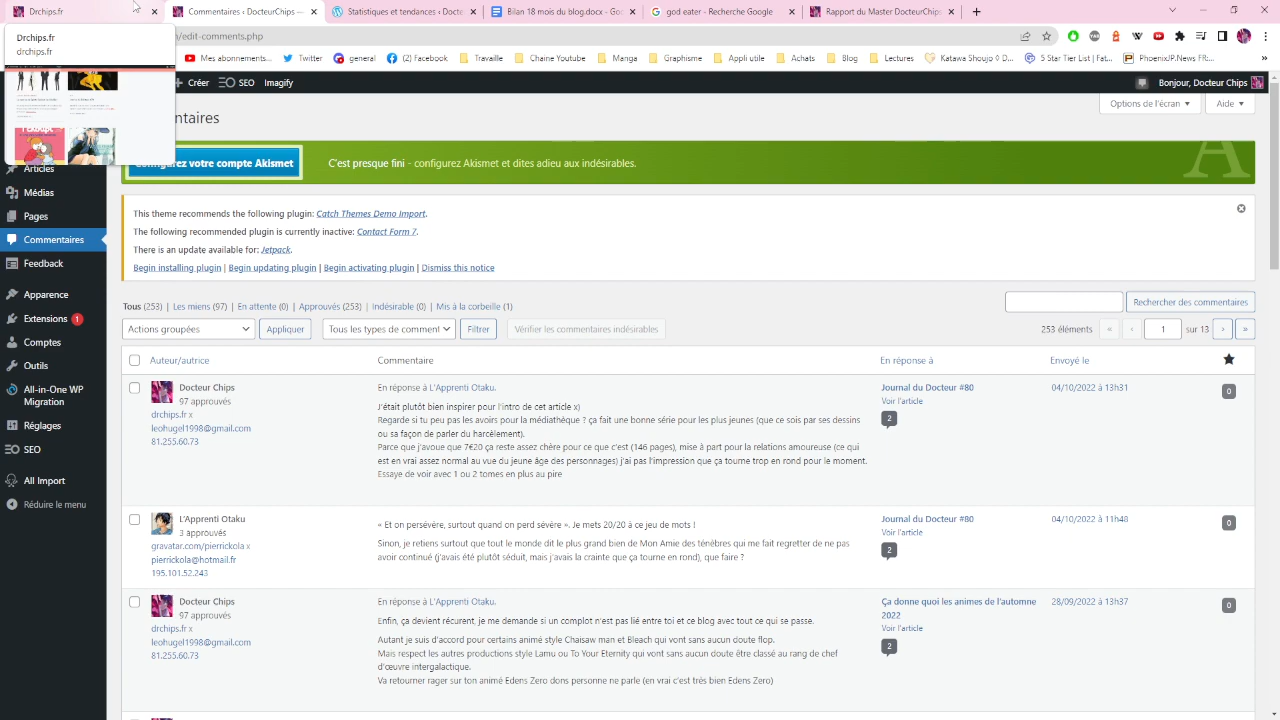 Drchips.fr
Commentaires ‹ DocteurChips —
Statistiques et tendances ‹ Docte
Bilan 18 mois du blog.docx - Go
god eater - Recherche Google
Rapport du Master DocteurChips
/edit-comments.php
Drchips.fr
drchips.fr
Mes abonnements...
Twitter
general
(2) Facebook
Chaine Youtube
Manga
Graphisme
Achats
Blog
Lectures
Katawa Shoujo ◊ D...
5 Star Tier List | Fat...
PhoenixJP.News FR...
Créer
SEO
Imagify
Bonjour, Docteur Chips
entaires
Options de l'écran
Aide
Configurez votre compte Akismet
C'est presque fini - configurez Akismet et dites adieu aux indésirables.
Articles
Médias
Pages
Commentaires
Feedback
Apparence
Extensions 1
Comptes
Outils
All-in-One WP
Migration
Réglages
SEO
All Import
Réduire le menu
This theme recommends the following plugin: Catch Themes Demo Import.
The following recommended plugin is currently inactive: Contact Form 7.
There is an update available for: Jetpack.
Begin installing plugin | Begin updating plugin | Begin activating plugin | Dismiss this notice
Tous (253) | Les miens (97) | En attente (0) | Approuvés (253) | Indésirable (0) | Mis à la corbeille (1)
Rechercher des commentaires
Actions groupées
Appliquer
Tous les types de comment
Filtrer
Vérifier les commentaires indésirables
253 éléments « ‹ 1 sur 13 › »
Auteur/autrice
Commentaire
En réponse à
Envoyé le
Docteur Chips
97 approuvés
drchips.fr x
leohugel1998@gmail.com
81.255.60.73
En réponse à L'Apprenti Otaku.
J'était plutôt bien inspirer pour l'intro de cet article x)
Regarde si tu peu pas les avoirs pour la médiathèque ? ça fait une bonne série pour les plus jeunes (que ce sois par ses dessins
ou sa façon de parler du harcèlement).
Parce que j'avoue que 7€20 ça reste assez chère pour ce que c'est (146 pages), mise à part pour la relations amoureuse (ce qui
est en vrai assez normal au vue du jeune âge des personnages) j'ai pas l'impression que ça tourne trop en rond pour le moment.
Essaye de voir avec 1 ou 2 tomes en plus au pire
Journal du Docteur #80
Voir l'article
2
04/10/2022 à 13h31
0
L'Apprenti Otaku
3 approuvés
gravatar.com/pierrickola x
pierrickola@hotmail.fr
195.101.52.243
« Et on persévère, surtout quand on perd sévère ». Je mets 20/20 à ce jeu de mots !
Sinon, je retiens surtout que tout le monde dit le plus grand bien de Mon Amie des ténèbres qui me fait regretter de ne pas
avoir continué (j'avais été plutôt séduit, mais j'avais la crainte que ça tourne en rond), que faire ?
Journal du Docteur #80
Voir l'article
2
04/10/2022 à 11h48
0
Docteur Chips
97 approuvés
drchips.fr x
leohugel1998@gmail.com
81.255.60.73
En réponse à L'Apprenti Otaku.
Enfin, ça devient récurent, je me demande si un complot n'est pas lié entre toi et ce blog avec tout ce qui se passe.
Autant je suis d'accord pour certains animé style Chaisaw man et Bleach qui vont sans aucun doute flop.
Mais respect les autres productions style Lamu ou To Your Eternity qui vont sans aucun doute être classé au rang de chef
d'œuvre intergalactique.
Va retourner rager sur ton animé Edens Zero dons personne ne parle (en vrai c'est très bien Edens Zero)
Ça donne quoi les animes de l'automne
2022
Voir l'article
2
28/09/2022 à 13h37
0